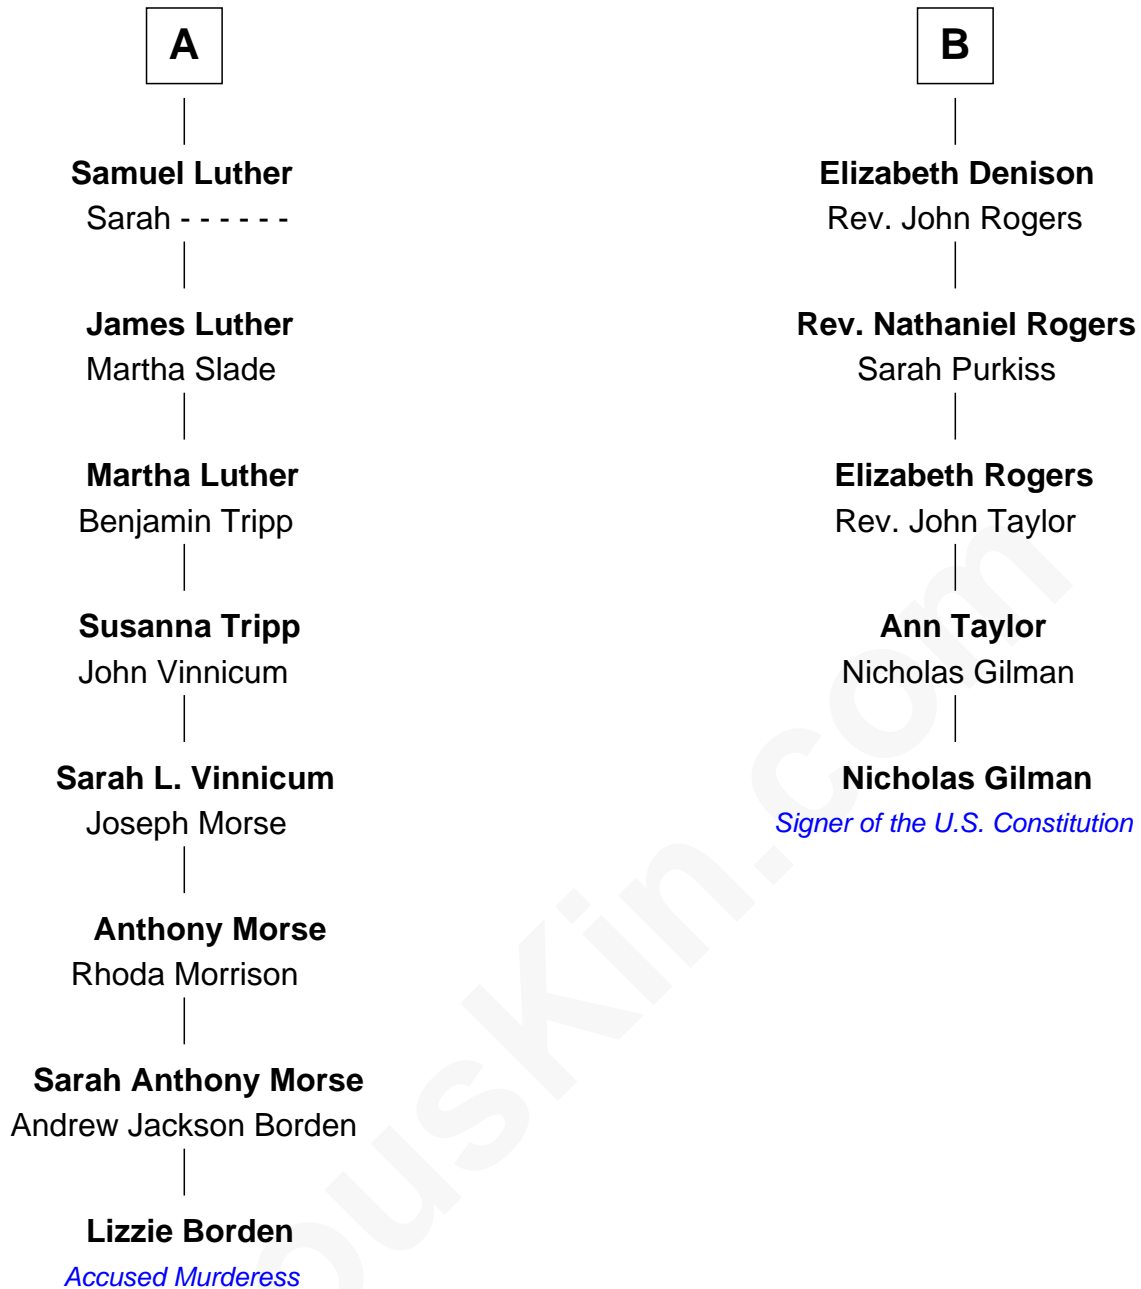 A
Samuel Luther
Sarah - - - - - -
James Luther
Martha Slade
Martha Luther
Benjamin Tripp
Susanna Tripp
John Vinnicum
Sarah L. Vinnicum
Joseph Morse
Anthony Morse
Rhoda Morrison
Sarah Anthony Morse
Andrew Jackson Borden
Lizzie Borden
Accused Murderess
B
Elizabeth Denison
Rev. John Rogers
Rev. Nathaniel Rogers
Sarah Purkiss
Elizabeth Rogers
Rev. John Taylor
Ann Taylor
Nicholas Gilman
Nicholas Gilman
Signer of the U.S. Constitution
ousKin.com